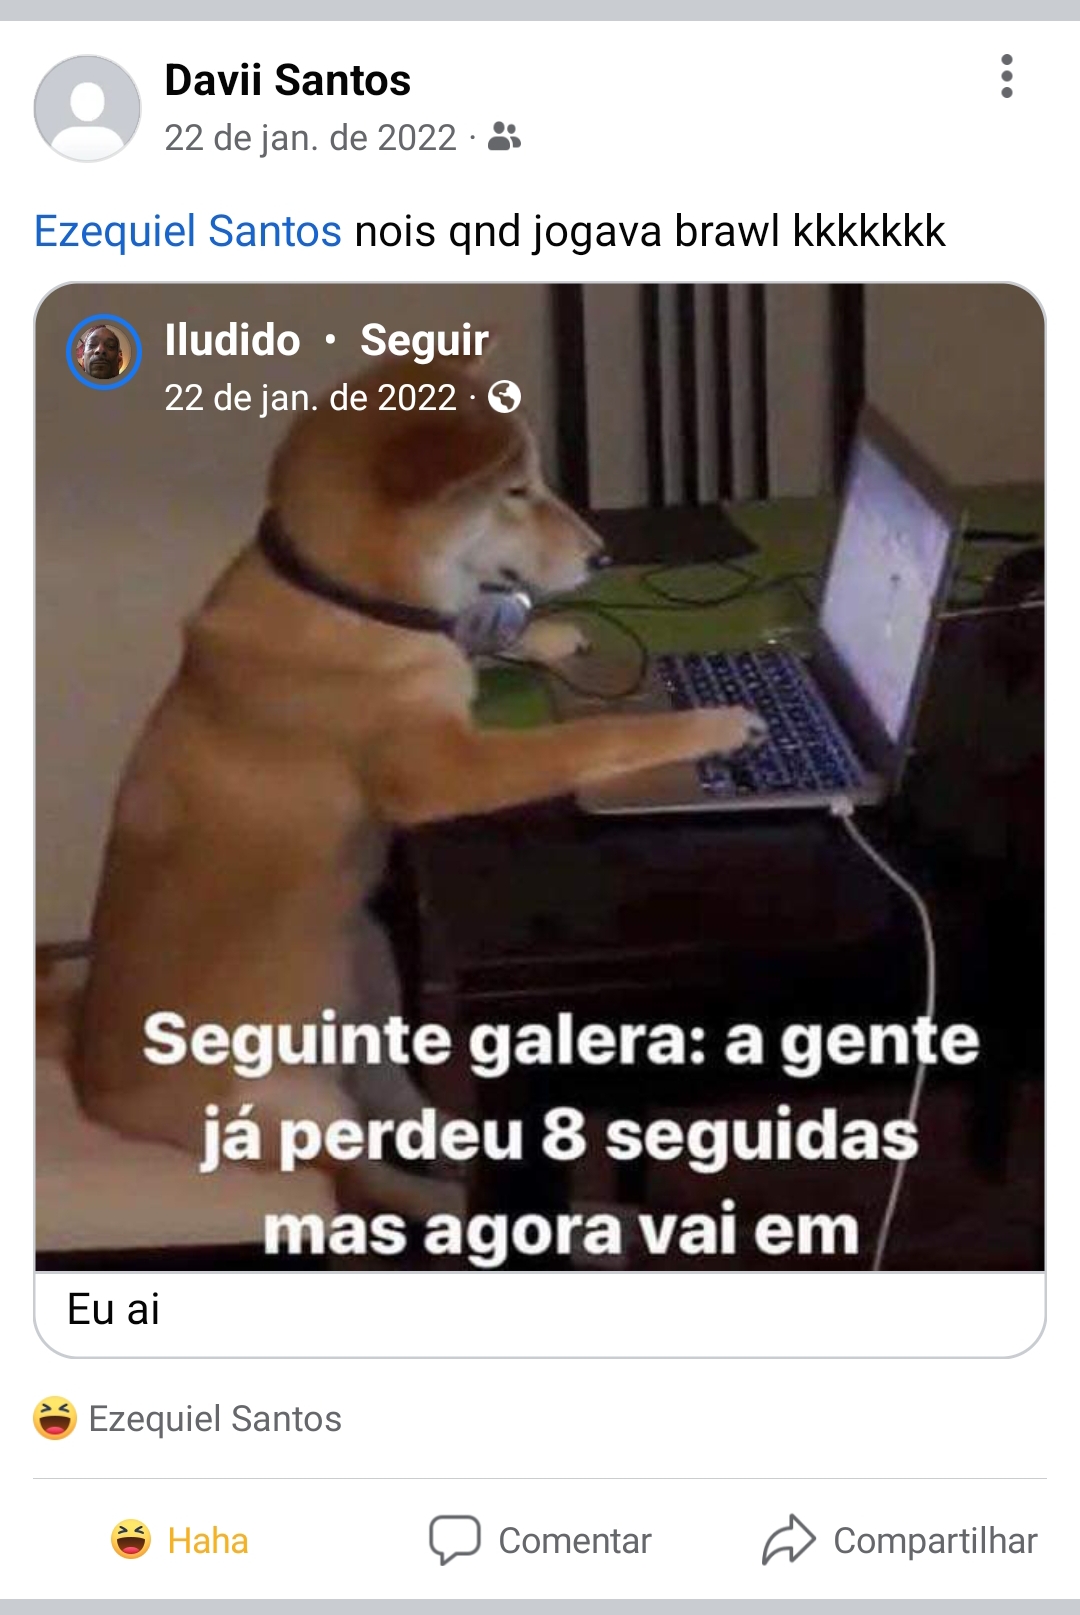 Davii Santos
22 de jan. de 2022 ·
Ezequiel Santos nois qnd jogava brawl kkkkkkk
Iludido • Seguir
22 de jan. de 2022 ·
Seguinte galera: a gente
já perdeu 8 seguidas
mas agora vai em
Eu ai
Ezequiel Santos
Haha
Comentar
Compartilhar